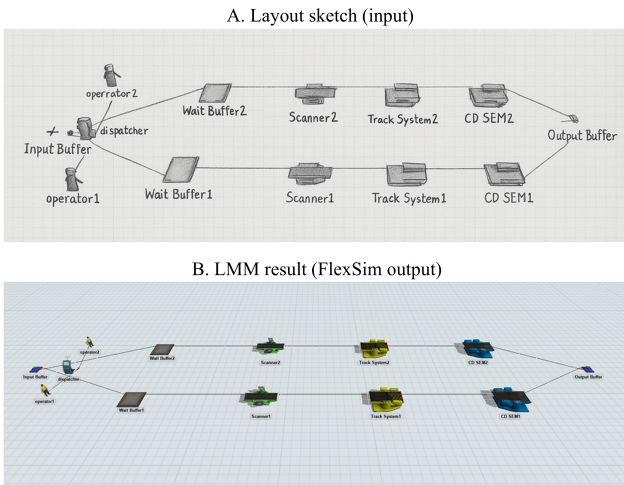 A. Layout sketch (input)
operrator2
Wait Buffer2
Scanner2
Track System2
CD SEM2
dispatcher
Input Buffer
Output Buffer
operator1
Wait Buffer1
Scanner1
Track System1
CD SEM1
B. LMM result (FlexSim output)
operator2
Wait Buffer2
Scanner2
Track System2
CD SEM2
Input Buffer
dispatcher
Output Buffer
operator1
Wait Buffer1
Scanner1
Track System1
CD SEM1